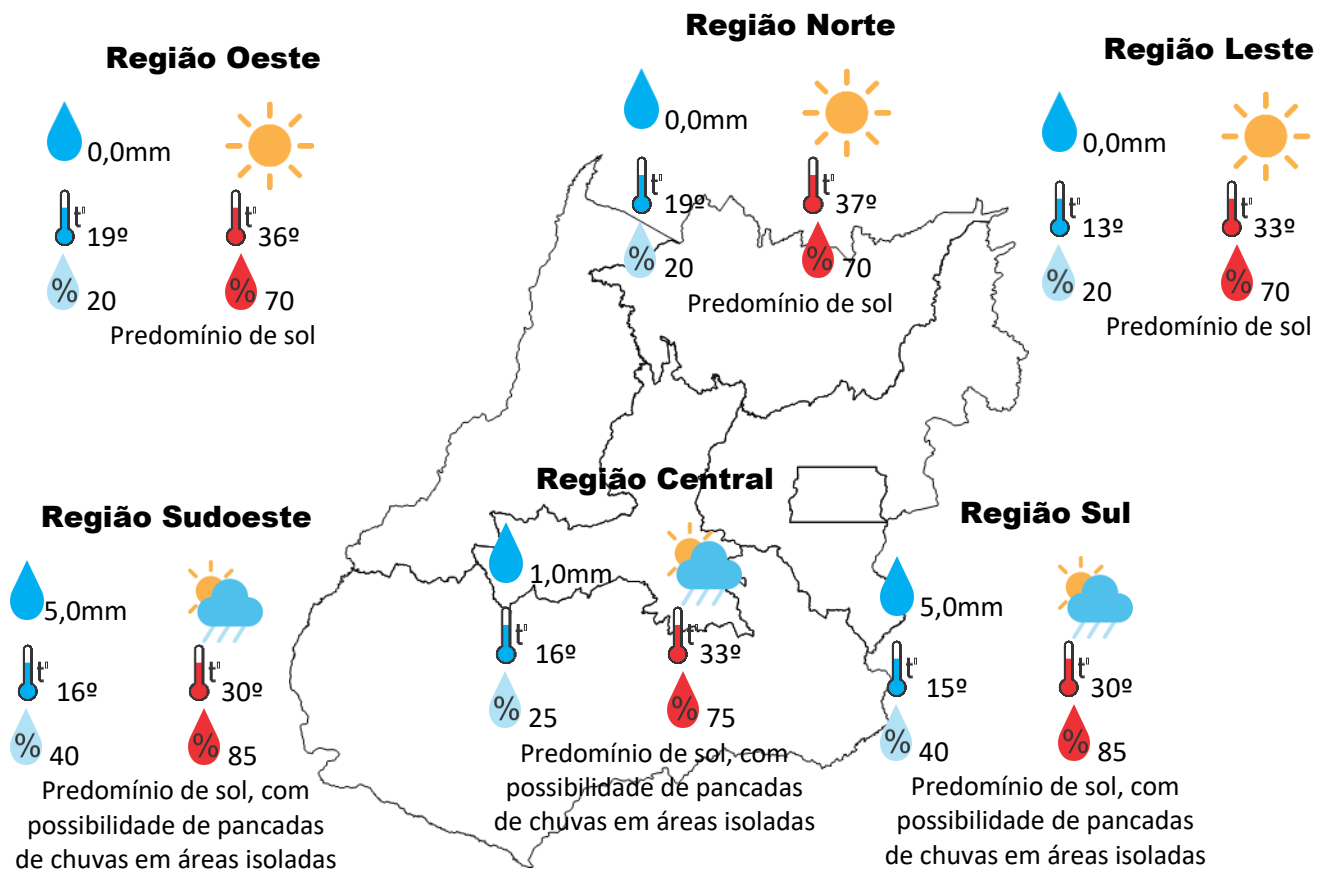 Região Oeste
0,0mm
t°
19º
t°
36º
% 20
% 70
Predomínio de sol
Região Norte
0,0mm
t°
19º
t°
37º
% 20
% 70
Predomínio de sol
Região Leste
0,0mm
t°
13º
t°
33º
% 20
% 70
Predomínio de sol
Região Sudoeste
5,0mm
t°
16º
t°
30º
% 40
% 85
Predomínio de sol, com
possibilidade de pancadas
de chuvas em áreas isoladas
Região Central
1,0mm
t°
16º
t°
33º
% 25
% 75
Predomínio de sol, com
possibilidade de pancadas
de chuvas em áreas isoladas
Região Sul
5,0mm
t°
15º
t°
30º
% 40
% 85
Predomínio de sol, com
possibilidade de pancadas
de chuvas em áreas isoladas